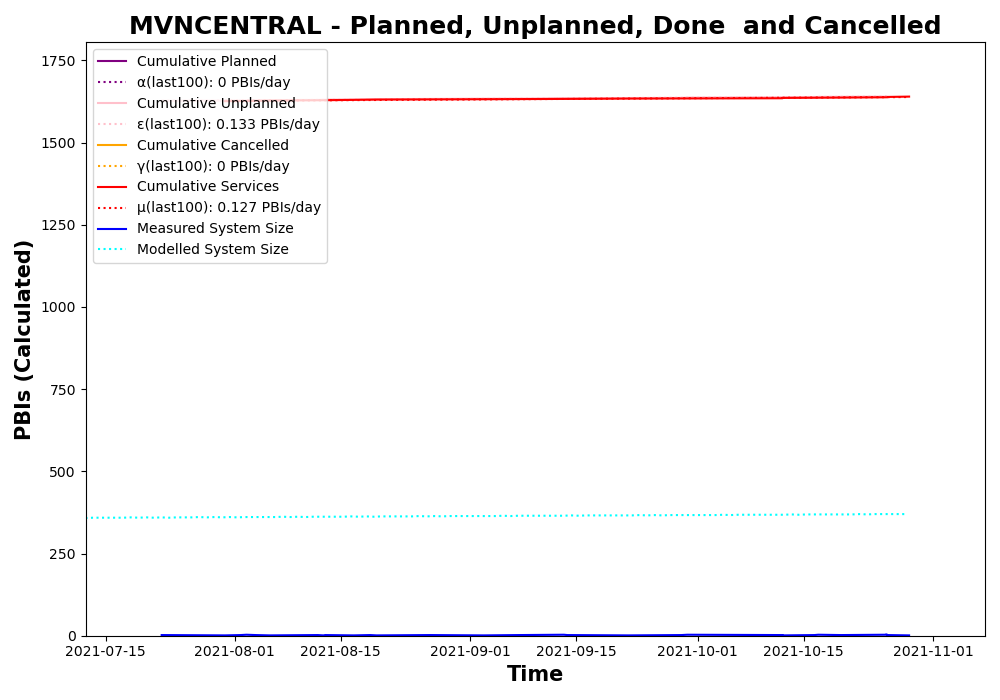 MVNCENTRAL - Planned, Unplanned, Done  and Cancelled
Cumulative Planned
α(last100): 0 PBIs/day
Cumulative Unplanned
ε(last100): 0.133 PBIs/day
Cumulative Cancelled
γ(last100): 0 PBIs/day
Cumulative Services
μ(last100): 0.127 PBIs/day
Measured System Size
Modelled System Size
PBIs (Calculated)
1750
1500
1250
1000
750
500
250
0
2021-07-15 2021-08-01 2021-08-15 2021-09-01 2021-09-15 2021-10-01 2021-10-15 2021-11-01
Time